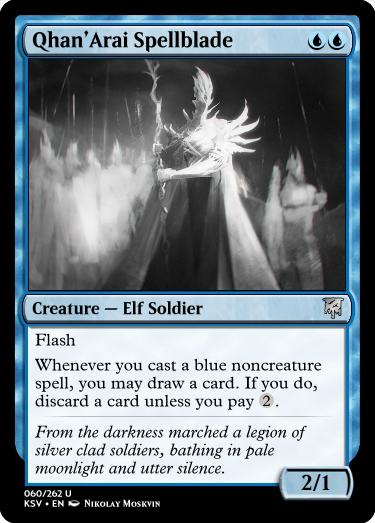 Qhan'Arai Spellblade
Creature — Elf Soldier
Flash
Whenever you cast a blue noncreature
spell, you may draw a card. If you do,
discard a card unless you pay 2.
From the darkness marched a legion of
silver clad soldiers, bathing in pale
moonlight and utter silence.
2/1
060/262 U
KSV • EN Nikolay Moskvin